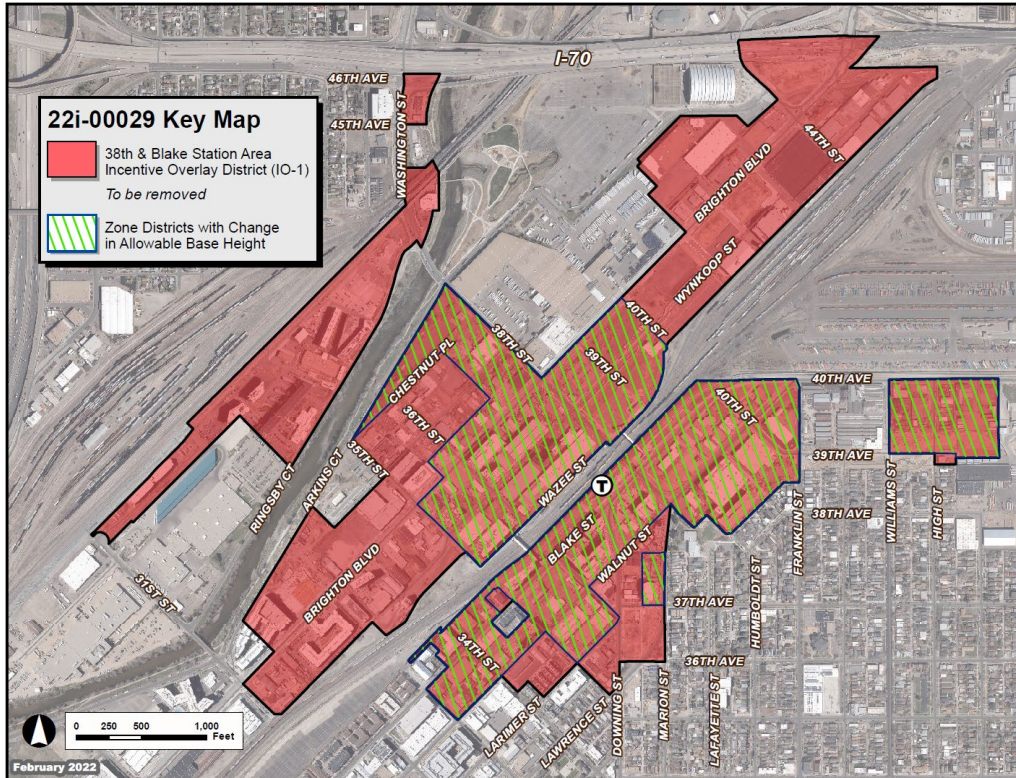 I-70
46TH AVE
45TH AVE
WASHINGTON ST
22i-00029 Key Map
38th & Blake Station Area
Incentive Overlay District (IO-1)
To be removed
Zone Districts with Change
in Allowable Base Height
44TH ST
BRIGHTON BLVD
WYNKOOP ST
40TH ST
38TH ST
39TH ST
CHESTNUT PL
36TH ST
35TH ST
40TH AVE
40TH ST
39TH AVE
WAZEE ST
T
RINGSBY CT
ARKINS CT
38TH AVE
WILLIAMS ST
HIGH ST
FRANKLIN ST
BLAKE ST
WALNUT ST
HUMBOLDT ST
BRIGHTON BLVD
31ST ST
37TH AVE
34TH ST
36TH AVE
LARIMER ST
LAWRENCE ST
DOWNING ST
MARION ST
LAFAYETTE ST
0 250 500 1,000
Feet
February 2022